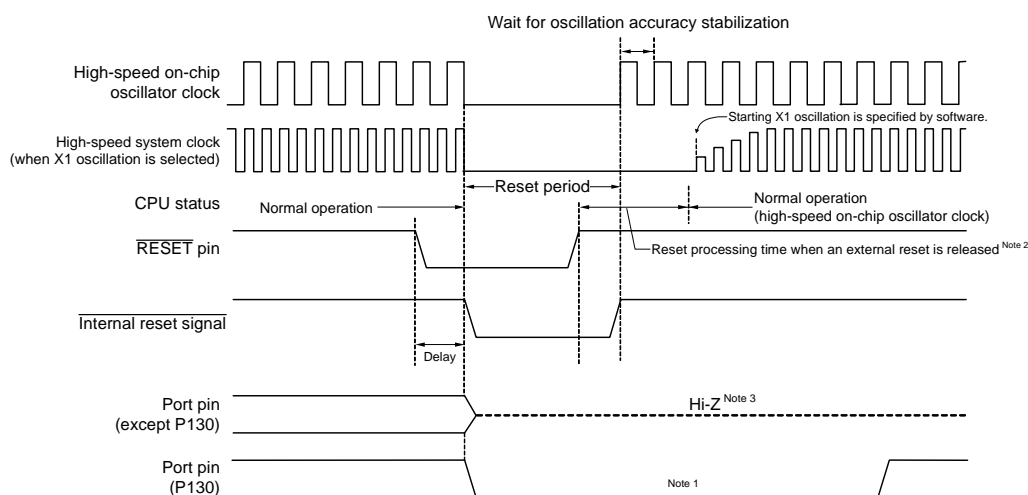 Wait for oscillation accuracy stabilization
High-speed on-chip
oscillator clock
Starting X1 oscillation is specified by software.
High-speed system clock
(when X1 oscillation is selected)
Reset period
CPU status
Normal operation
Normal operation
(high-speed on-chip oscillator clock)
RESET pin
Reset processing time when an external reset is released Note 2
Internal reset signal
Delay
Port pin
(except P130)
Hi-Z Note 3
Port pin
(P130)
Note 1